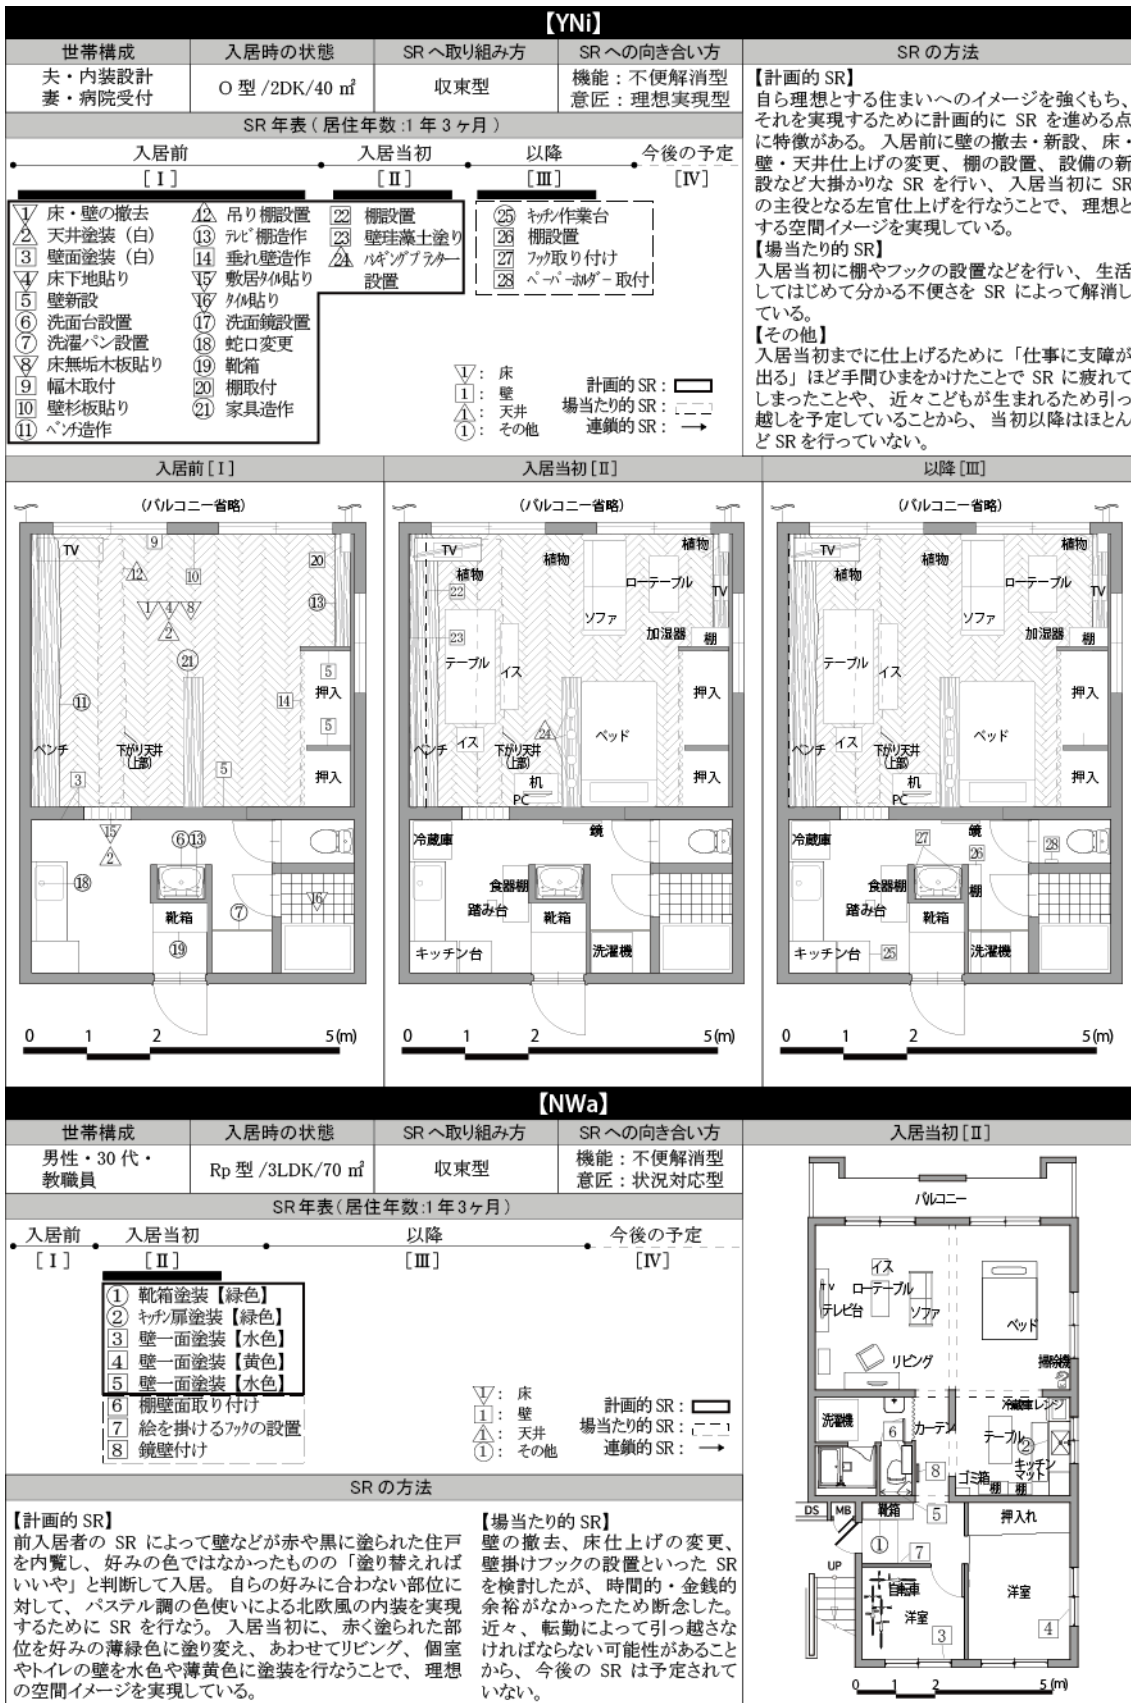 【YNi】
世帯構成
入居時の状態
SRへ取り組み方
SRへの向き合い方
SRの方法
夫・内装設計
妻・病院受付
O型/2DK/40㎡
収束型
機能：不便解消型
意匠：理想実現型
SR年表(居住年数:1年3ヶ月)
入居前
入居当初
以降
今後の予定
[Ⅰ]
[Ⅱ]
[Ⅲ]
[Ⅳ]
1 床・壁の撤去
2 天井塗装（白）
3 壁面塗装（白）
4 床下地貼り
5 壁新設
6 洗面台設置
7 洗濯パン設置
8 床無垢木板貼り
9 幅木取付
10 壁杉板貼り
11 ベンチ造作
12 吊り棚設置
13 テレビ棚造作
14 垂れ壁造作
15 敷居タイル貼り
16 タイル貼り
17 洗面鏡設置
18 蛇口変更
19 靴箱
20 棚取付
21 家具造作
22 棚設置
23 壁珪藻土塗り
24 ハギングプランター
設置
25 キッチン作業台
26 棚設置
27 フック取り付け
28 ペーパーホルダー取付
1：床
1：壁
1：天井
1：その他
計画的SR：
場当たり的SR：
連鎖的SR：→
【計画的SR】
自ら理想とする住まいへのイメージを強くもち、
それを実現するために計画的に SR を進める点
に特徴がある。入居前に壁の撤去・新設、床・
壁・天井仕上げの変更、棚の設置、設備の新
設など大掛かりな SR を行い、入居当初に SR
の主役となる左官仕上げを行なうことで、理想と
する空間イメージを実現している。
【場当たり的SR】
入居当初に棚やフックの設置などを行い、生活
してはじめて分かる不便さを SR によって解消し
ている。
【その他】
入居当初までに仕上げるために「仕事に支障が
出る」ほど手間ひまをかけたことで SR に疲れて
しまったことや、近々こどもが生まれるため引っ
越しを予定していることから、当初以降はほとん
ど SR を行っていない。
入居前[Ⅰ]
入居当初[Ⅱ]
以降[Ⅲ]
(バルコニー省略)
TV
9
12
10
20
13
1 4 8
2
21
5
押入
14
11
5
ベンチ
下がり天井
(上部)
押入
3
5
15
2
6 13
18
16
靴箱
7
19
0 1 2 5(m)
(バルコニー省略)
TV
植物
植物
植物
22
ローテーブル
TV
ソファ
23
加湿器
棚
テーブル
イス
押入
24
ベッド
ベンチ
イス
下がり天井
(上部)
机
押入
PC
冷蔵庫
鏡
食器棚
踏み台
靴箱
キッチン台
洗濯機
0 1 2 5(m)
(バルコニー省略)
TV
植物
植物
植物
ローテーブル
TV
ソファ
加湿器
棚
テーブル
イス
押入
ベッド
ベンチ
イス
下がり天井
(上部)
机
押入
PC
冷蔵庫
鏡
27
28
26
食器棚
棚
踏み台
靴箱
キッチン台
25
洗濯機
0 1 2 5(m)
【NWa】
世帯構成
入居時の状態
SRへ取り組み方
SRへの向き合い方
入居当初[Ⅱ]
男性・30代・
教職員
Rp型/3LDK/70㎡
収束型
機能：不便解消型
意匠：状況対応型
SR年表(居住年数:1年3ヶ月)
入居前
入居当初
以降
今後の予定
[Ⅰ]
[Ⅱ]
[Ⅲ]
[Ⅳ]
1 靴箱塗装【緑色】
2 キッチン扉塗装【緑色】
3 壁一面塗装【水色】
4 壁一面塗装【黄色】
5 壁一面塗装【水色】
6 棚壁面取り付け
7 絵を掛けるフックの設置
8 鏡壁付け
1：床
1：壁
1：天井
1：その他
計画的SR：
場当たり的SR：
連鎖的SR：→
SRの方法
【計画的SR】
前入居者の SR によって壁などが赤や黒に塗られた住戸
を内覧し、好みの色ではなかったものの「塗り替えれば
いいや」と判断して入居。自らの好みに合わない部位に
対して、パステル調の色使いによる北欧風の内装を実現
するために SR を行なう。入居当初に、赤く塗られた部
位を好みの薄緑色に塗り変え、あわせてリビング、個室
やトイレの壁を水色や薄黄色に塗装を行なうことで、理想
の空間イメージを実現している。
【場当たり的SR】
壁の撤去、床仕上げの変更、
壁掛けフックの設置といった SR
を検討したが、時間的・金銭的
余裕がなかったため断念した。
近々、転勤によって引っ越さな
ければならない可能性があること
から、今後の SR は予定されて
いない。
バルコニー
イス
TV
ローテーブル
テレビ台
ソファ
ベッド
リビング
掃除機
冷蔵庫
レンジ
洗濯機
カーテン
6
テーブル
2
キッチン
マット
8
ゴミ箱
棚 棚
DS
MB
靴箱
5
押入れ
1
7
UP
自転車
洋室
洋室
3
4
0 1 2 5(m)